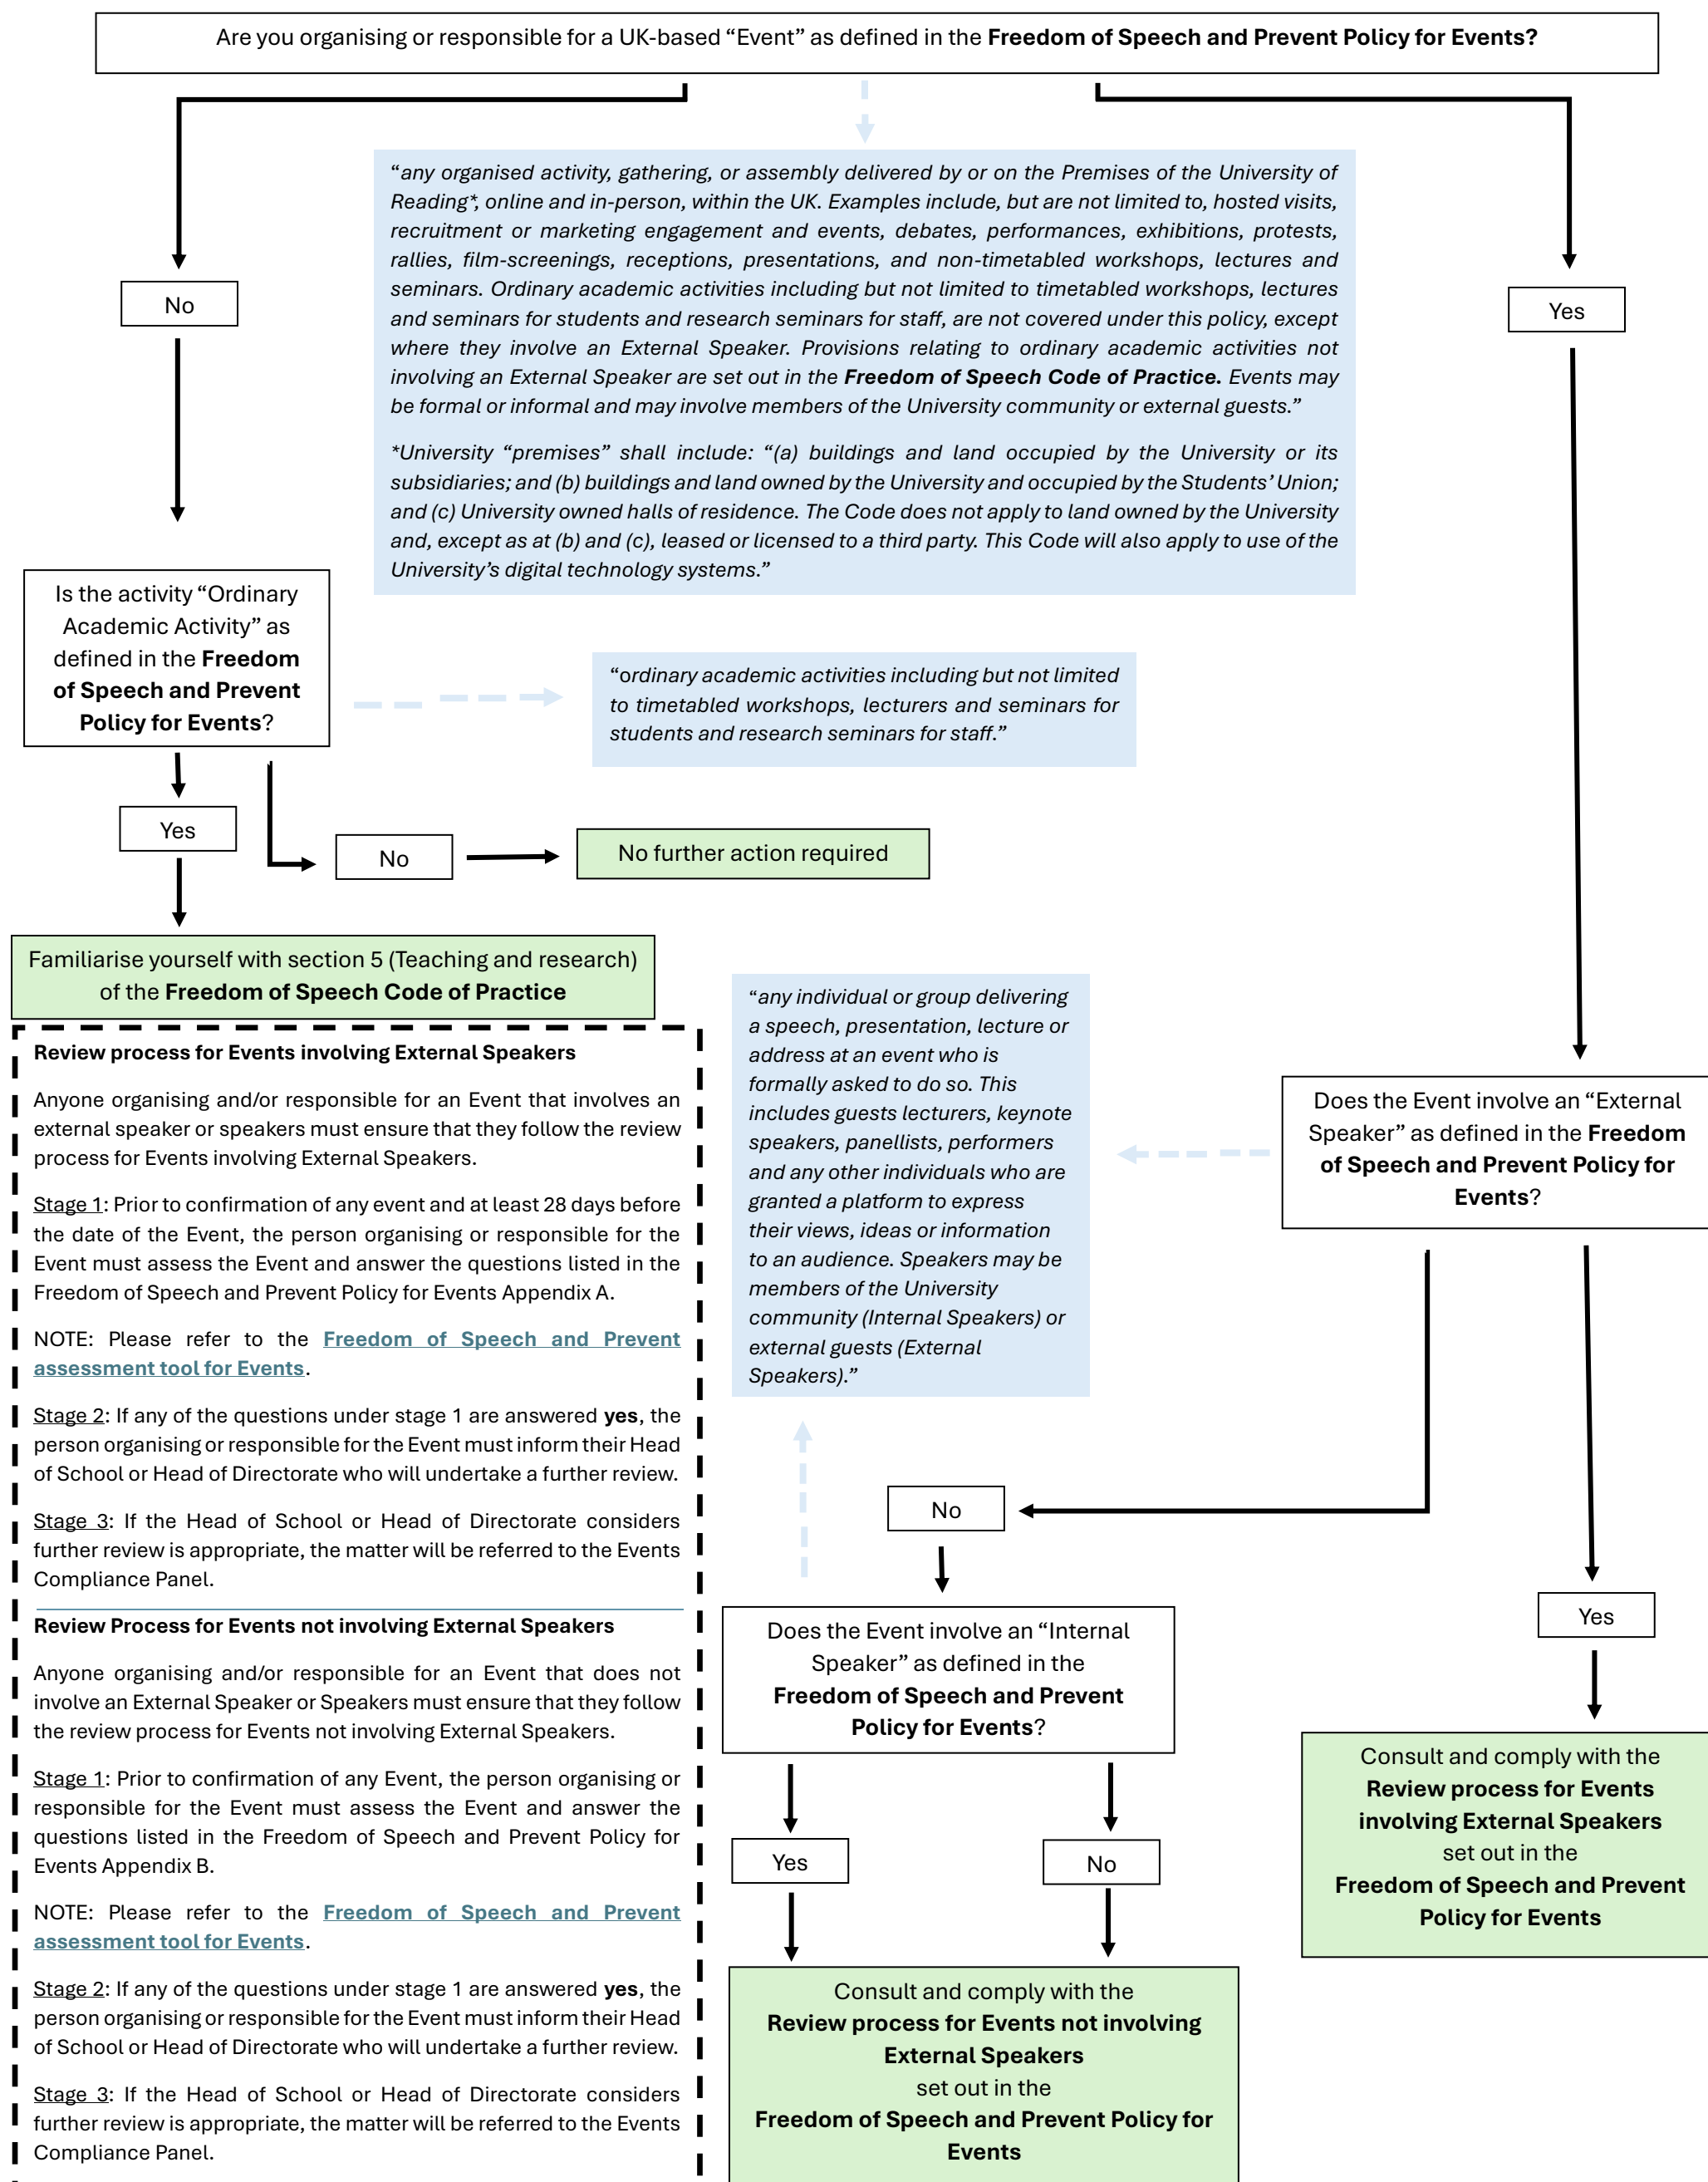 Are you organising or responsible for a UK-based “Event” as defined in the Freedom of Speech and Prevent Policy for Events?
“any organised activity, gathering, or assembly delivered by or on the Premises of the University of
Reading*, online and in-person, within the UK. Examples include, but are not limited to, hosted visits,
recruitment or marketing engagement and events, debates, performances, exhibitions, protests,
rallies, film-screenings, receptions, presentations, and non-timetabled workshops, lectures and
seminars. Ordinary academic activities including but not limited to timetabled workshops, lectures
and seminars for students and research seminars for staff, are not covered under this policy, except
where they involve an External Speaker. Provisions relating to ordinary academic activities not
involving an External Speaker are set out in the Freedom of Speech Code of Practice. Events may
be formal or informal and may involve members of the University community or external guests.”
*University “premises” shall include: “(a) buildings and land occupied by the University or its
subsidiaries; and (b) buildings and land owned by the University and occupied by the Students’ Union;
and (c) University owned halls of residence. The Code does not apply to land owned by the University
and, except as at (b) and (c), leased or licensed to a third party. This Code will also apply to use of the
University’s digital technology systems.”
No
Yes
Is the activity “Ordinary
Academic Activity” as
defined in the Freedom
of Speech and Prevent
Policy for Events?
“ordinary academic activities including but not limited
to timetabled workshops, lecturers and seminars for
students and research seminars for staff.”
Yes
No
No further action required
Familiarise yourself with section 5 (Teaching and research)
of the Freedom of Speech Code of Practice
Review process for Events involving External Speakers
Anyone organising and/or responsible for an Event that involves an
external speaker or speakers must ensure that they follow the review
process for Events involving External Speakers.
Stage 1: Prior to confirmation of any event and at least 28 days before
the date of the Event, the person organising or responsible for the
Event must assess the Event and answer the questions listed in the
Freedom of Speech and Prevent Policy for Events Appendix A.
NOTE: Please refer to the Freedom of Speech and Prevent
assessment tool for Events.
Stage 2: If any of the questions under stage 1 are answered yes, the
person organising or responsible for the Event must inform their Head
of School or Head of Directorate who will undertake a further review.
Stage 3: If the Head of School or Head of Directorate considers
further review is appropriate, the matter will be referred to the Events
Compliance Panel.
Review Process for Events not involving External Speakers
Anyone organising and/or responsible for an Event that does not
involve an External Speaker or Speakers must ensure that they follow
the review process for Events not involving External Speakers.
Stage 1: Prior to confirmation of any Event, the person organising or
responsible for the Event must assess the Event and answer the
questions listed in the Freedom of Speech and Prevent Policy for
Events Appendix B.
NOTE: Please refer to the Freedom of Speech and Prevent
assessment tool for Events.
Stage 2: If any of the questions under stage 1 are answered yes, the
person organising or responsible for the Event must inform their Head
of School or Head of Directorate who will undertake a further review.
Stage 3: If the Head of School or Head of Directorate considers
further review is appropriate, the matter will be referred to the Events
Compliance Panel.
“any individual or group delivering
a speech, presentation, lecture or
address at an event who is
formally asked to do so. This
includes guests lecturers, keynote
speakers, panellists, performers
and any other individuals who are
granted a platform to express
their views, ideas or information
to an audience. Speakers may be
members of the University
community (Internal Speakers) or
external guests (External
Speakers).”
Does the Event involve an “External
Speaker” as defined in the Freedom
of Speech and Prevent Policy for
Events?
No
Yes
Does the Event involve an “Internal
Speaker” as defined in the
Freedom of Speech and Prevent
Policy for Events?
Yes
No
Consult and comply with the
Review process for Events
involving External Speakers
set out in the
Freedom of Speech and Prevent
Policy for Events
Consult and comply with the
Review process for Events not involving
External Speakers
set out in the
Freedom of Speech and Prevent Policy for
Events